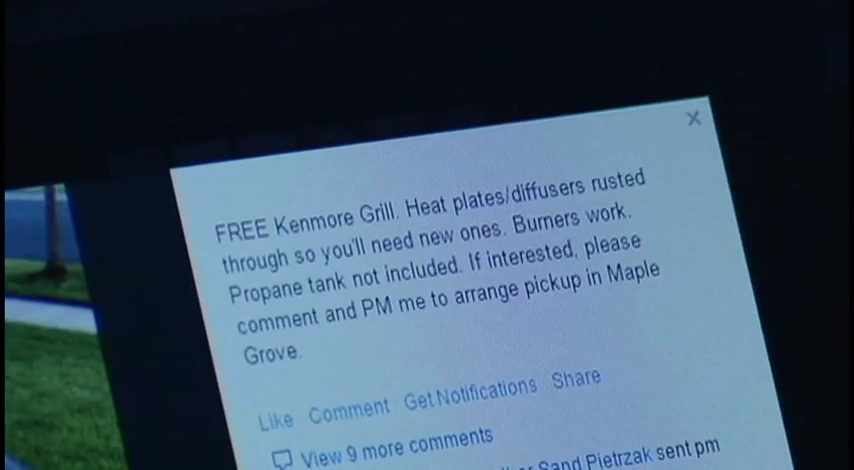 FREE Kenmore Grill. Heat plates/diffusers rusted
through so you'll need new ones. Burners work.
Propane tank not included. If interested, please
comment and PM me to arrange pickup in Maple
Grove.
Like Comment Get Notifications Share
View 9 more comments
Sand Pietrzak sent pm